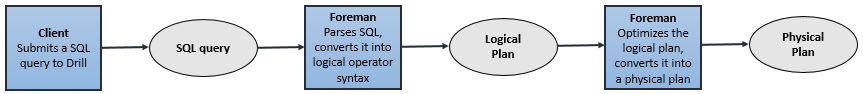 Client
Submits a SQL
query to Drill
SQL query
Foreman
Parses SQL,
converts it into
logical operator
syntax
Logical
Plan
Foreman
Optimizes the
logical plan,
converts it into
a physical plan
Physical
Plan